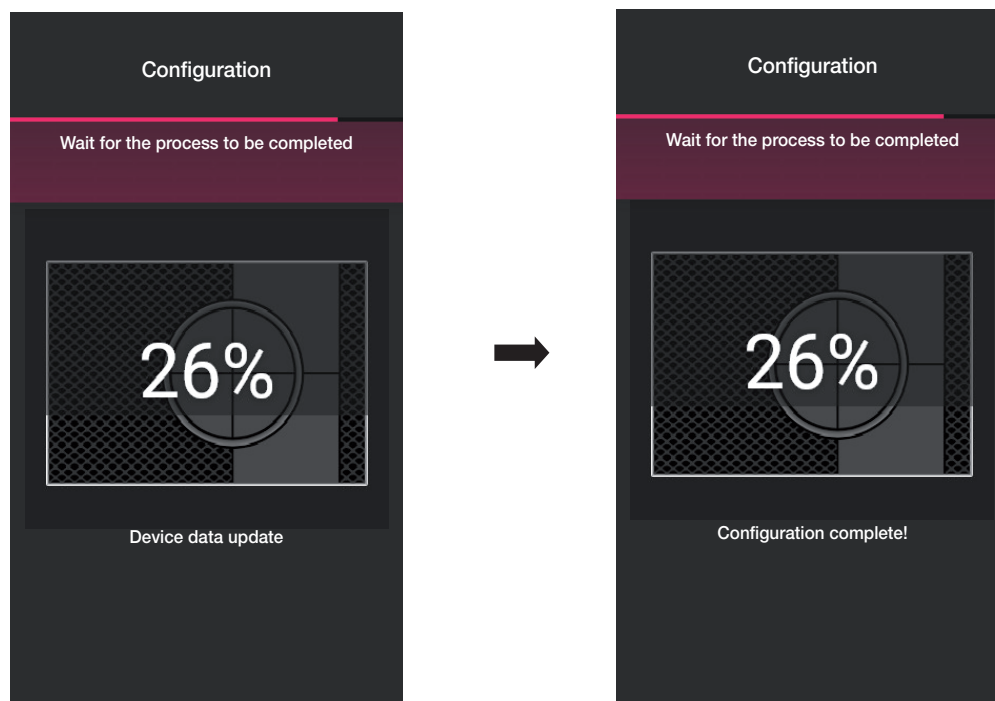 Configuration
Wait for the process to be completed
26%
Device data update
Configuration
Wait for the process to be completed
26%
Configuration complete!